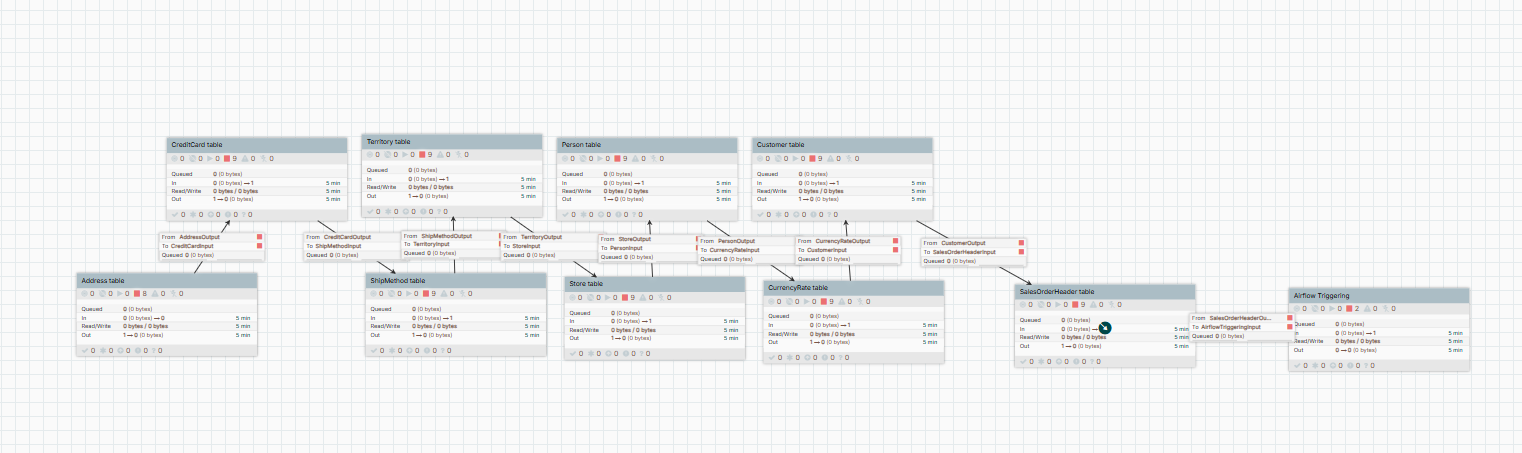 CreditCard table
0 0 0 9 0 0
Queued 0 (0 bytes)
In 0 (0 bytes) → 1 5 min
Read/Write 0 bytes / 0 bytes 5 min
Out 1 → 0 (0 bytes) 5 min
0 0 0 0 ? 0
Territory table
0 0 0 9 0 0
Queued 0 (0 bytes)
In 0 (0 bytes) → 1 5 min
Read/Write 0 bytes / 0 bytes 5 min
Out 1 → 0 (0 bytes) 5 min
0 0 0 0 ? 0
Person table
0 0 0 9 0 0
Queued 0 (0 bytes)
In 0 (0 bytes) → 1 5 min
Read/Write 0 bytes / 0 bytes 5 min
Out 1 → 0 (0 bytes) 5 min
0 0 0 0 ? 0
Customer table
0 0 0 9 0 0
Queued 0 (0 bytes)
In 0 (0 bytes) → 1 5 min
Read/Write 0 bytes / 0 bytes 5 min
Out 1 → 0 (0 bytes) 5 min
0 0 0 0 ? 0
From AddressOutput
To CreditCardInput
Queued 0 (0 bytes)
From CreditCardOutput
To ShipMethodInput
Queued 0 (0 bytes)
From ShipMethodOutput
To TerritoryInput
Queued 0 (0 bytes)
From TerritoryOutput
To StoreInput
Queued 0 (0 bytes)
From StoreOutput
To PersonInput
Queued 0 (0 bytes)
From PersonOutput
To CurrencyRateInput
Queued 0 (0 bytes)
From CurrencyRateOutput
To CustomerInput
Queued 0 (0 bytes)
From CustomerOutput
To SalesOrderHeaderInput
Queued 0 (0 bytes)
Address table
0 0 0 8 0 0
Queued 0 (0 bytes)
In 0 (0 bytes) → 0 5 min
Read/Write 0 bytes / 0 bytes 5 min
Out 1 → 0 (0 bytes) 5 min
0 0 0 0 ? 0
ShipMethod table
0 0 0 9 0 0
Queued 0 (0 bytes)
In 0 (0 bytes) → 1 5 min
Read/Write 0 bytes / 0 bytes 5 min
Out 1 → 0 (0 bytes) 5 min
0 0 0 0 ? 0
Store table
0 0 0 9 0 0
Queued 0 (0 bytes)
In 0 (0 bytes) → 1 5 min
Read/Write 0 bytes / 0 bytes 5 min
Out 1 → 0 (0 bytes) 5 min
0 0 0 0 ? 0
CurrencyRate table
0 0 0 9 0 0
Queued 0 (0 bytes)
In 0 (0 bytes) → 1 5 min
Read/Write 0 bytes / 0 bytes 5 min
Out 1 → 0 (0 bytes) 5 min
0 0 0 0 ? 0
SalesOrderHeader table
0 0 0 9 0 0
Queued 0 (0 bytes)
In 0 (0 bytes) → 5 min
Read/Write 0 bytes / 0 bytes 5 min
Out 1 → 0 (0 bytes) 5 min
0 0 0 0 ? 0
From SalesOrderHeaderOu...
To AirflowTriggeringInput
Queued 0 (0 bytes)
Airflow Triggering
0 0 0 2 0 0
Queued 0 (0 bytes)
In 0 (0 bytes) → 1 5 min
Read/Write 0 bytes / 0 bytes 5 min
Out 0 → 0 (0 bytes) 5 min
0 0 0 0 ? 0